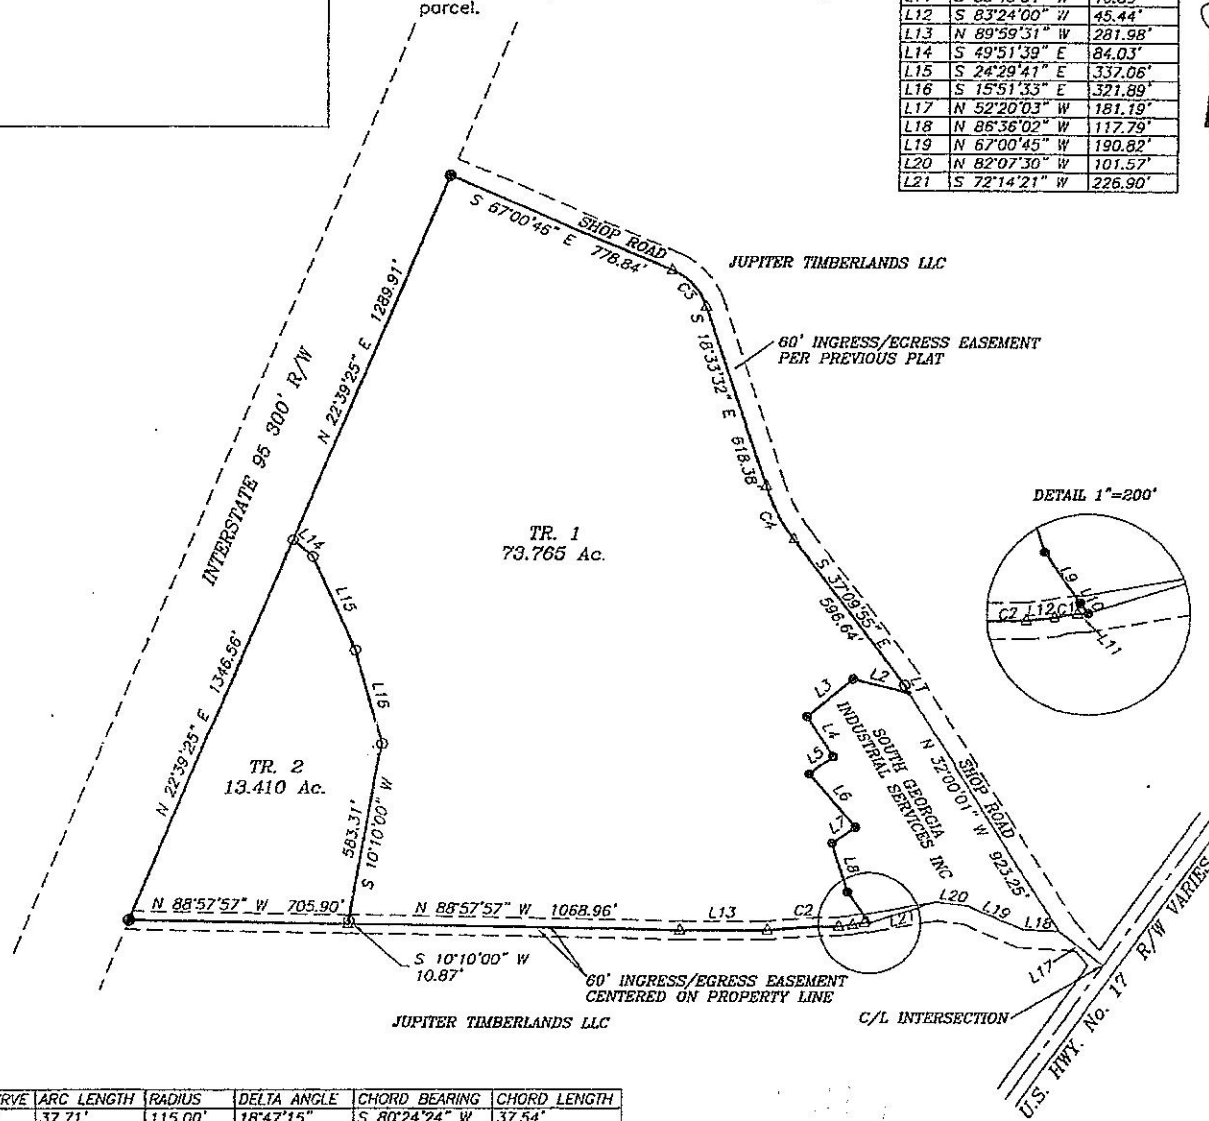 parcel.
L12 S 83°24'00" W 45.44'
L13 N 89°59'31" W 281.98'
L14 S 49°51'39" E 84.03'
L15 S 24°29'41" E 337.06'
L16 S 15°51'33" E 321.89'
L17 N 52°20'03" W 181.19'
L18 N 86°36'02" W 117.79'
L19 N 67°00'45" W 190.82'
L20 N 82°07'30" W 101.57'
L21 S 72°14'21" W 226.90'
S 67°00'46" E 776.84'
SHOP ROAD
JUPITER TIMBERLANDS LLC
C3
S 18°33'32" E 618.38'
60' INGRESS/EGRESS EASEMENT
PER PREVIOUS PLAT
INTERSTATE 95 300' R/W
N 22°39'25" E 1289.91'
C4
DETAIL 1"=200'
TR. 1
73.765 Ac.
L14
L15
L16
S 37°09'55" E
596.64'
L9
L10
C2 L12 C1
L11
L1
L2
L3
L4
L5
L6
L7
L8
SOUTH GEORGIA
INDUSTRIAL SERVICES INC
N 32°00'01" W 923.25'
SHOP ROAD
N 22°39'25" E 1346.56'
TR. 2
13.410 Ac.
583.31'
S 10°10'00" W
N 88°57'57" W 705.90'
N 88°57'57" W 1068.96'
L13
C2
L21
L20
L19
L18
L17
S 10°10'00" W
10.87'
60' INGRESS/EGRESS EASEMENT
CENTERED ON PROPERTY LINE
JUPITER TIMBERLANDS LLC
C/L INTERSECTION
U.S. HWY. No. 17 R/W VARIES
RVE ARC LENGTH RADIUS DELTA ANGLE CHORD BEARING CHORD LENGTH
37.71' 115.00' 18°47'15" S 80°24'24" W 37.54'